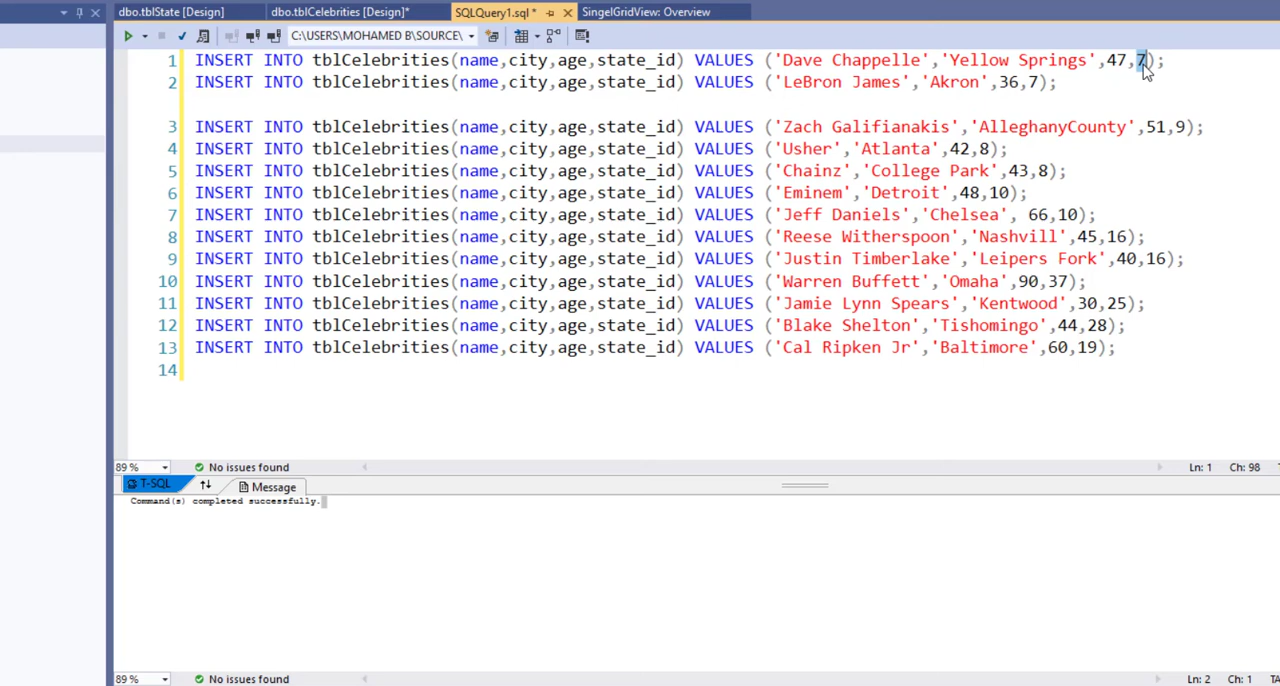 dbo.tblState [Design] dbo.tblCelebrities [Design]* SQLQuery1.sql * SingelGridView: Overview
C:\USERS\MOHAMED B\SOURCE\
1 INSERT INTO tblCelebrities(name,city,age,state_id) VALUES ('Dave Chappelle','Yellow Springs',47,7);
2 INSERT INTO tblCelebrities(name,city,age,state_id) VALUES ('LeBron James','Akron',36,7);
3 INSERT INTO tblCelebrities(name,city,age,state_id) VALUES ('Zach Galifianakis','AlleghanyCounty',51,9);
4 INSERT INTO tblCelebrities(name,city,age,state_id) VALUES ('Usher','Atlanta',42,8);
5 INSERT INTO tblCelebrities(name,city,age,state_id) VALUES ('Chainz','College Park',43,8);
6 INSERT INTO tblCelebrities(name,city,age,state_id) VALUES ('Eminem','Detroit',48,10);
7 INSERT INTO tblCelebrities(name,city,age,state_id) VALUES ('Jeff Daniels','Chelsea', 66,10);
8 INSERT INTO tblCelebrities(name,city,age,state_id) VALUES ('Reese Witherspoon','Nashvill',45,16);
9 INSERT INTO tblCelebrities(name,city,age,state_id) VALUES ('Justin Timberlake','Leipers Fork',40,16);
10 INSERT INTO tblCelebrities(name,city,age,state_id) VALUES ('Warren Buffett','Omaha',90,37);
11 INSERT INTO tblCelebrities(name,city,age,state_id) VALUES ('Jamie Lynn Spears','Kentwood',30,25);
12 INSERT INTO tblCelebrities(name,city,age,state_id) VALUES ('Blake Shelton','Tishomingo',44,28);
13 INSERT INTO tblCelebrities(name,city,age,state_id) VALUES ('Cal Ripken Jr','Baltimore',60,19);
14
89 % No issues found Ln: 1 Ch: 98
T-SQL Message
Command(s) completed successfully.
89 % No issues found Ln: 2 Ch: 1